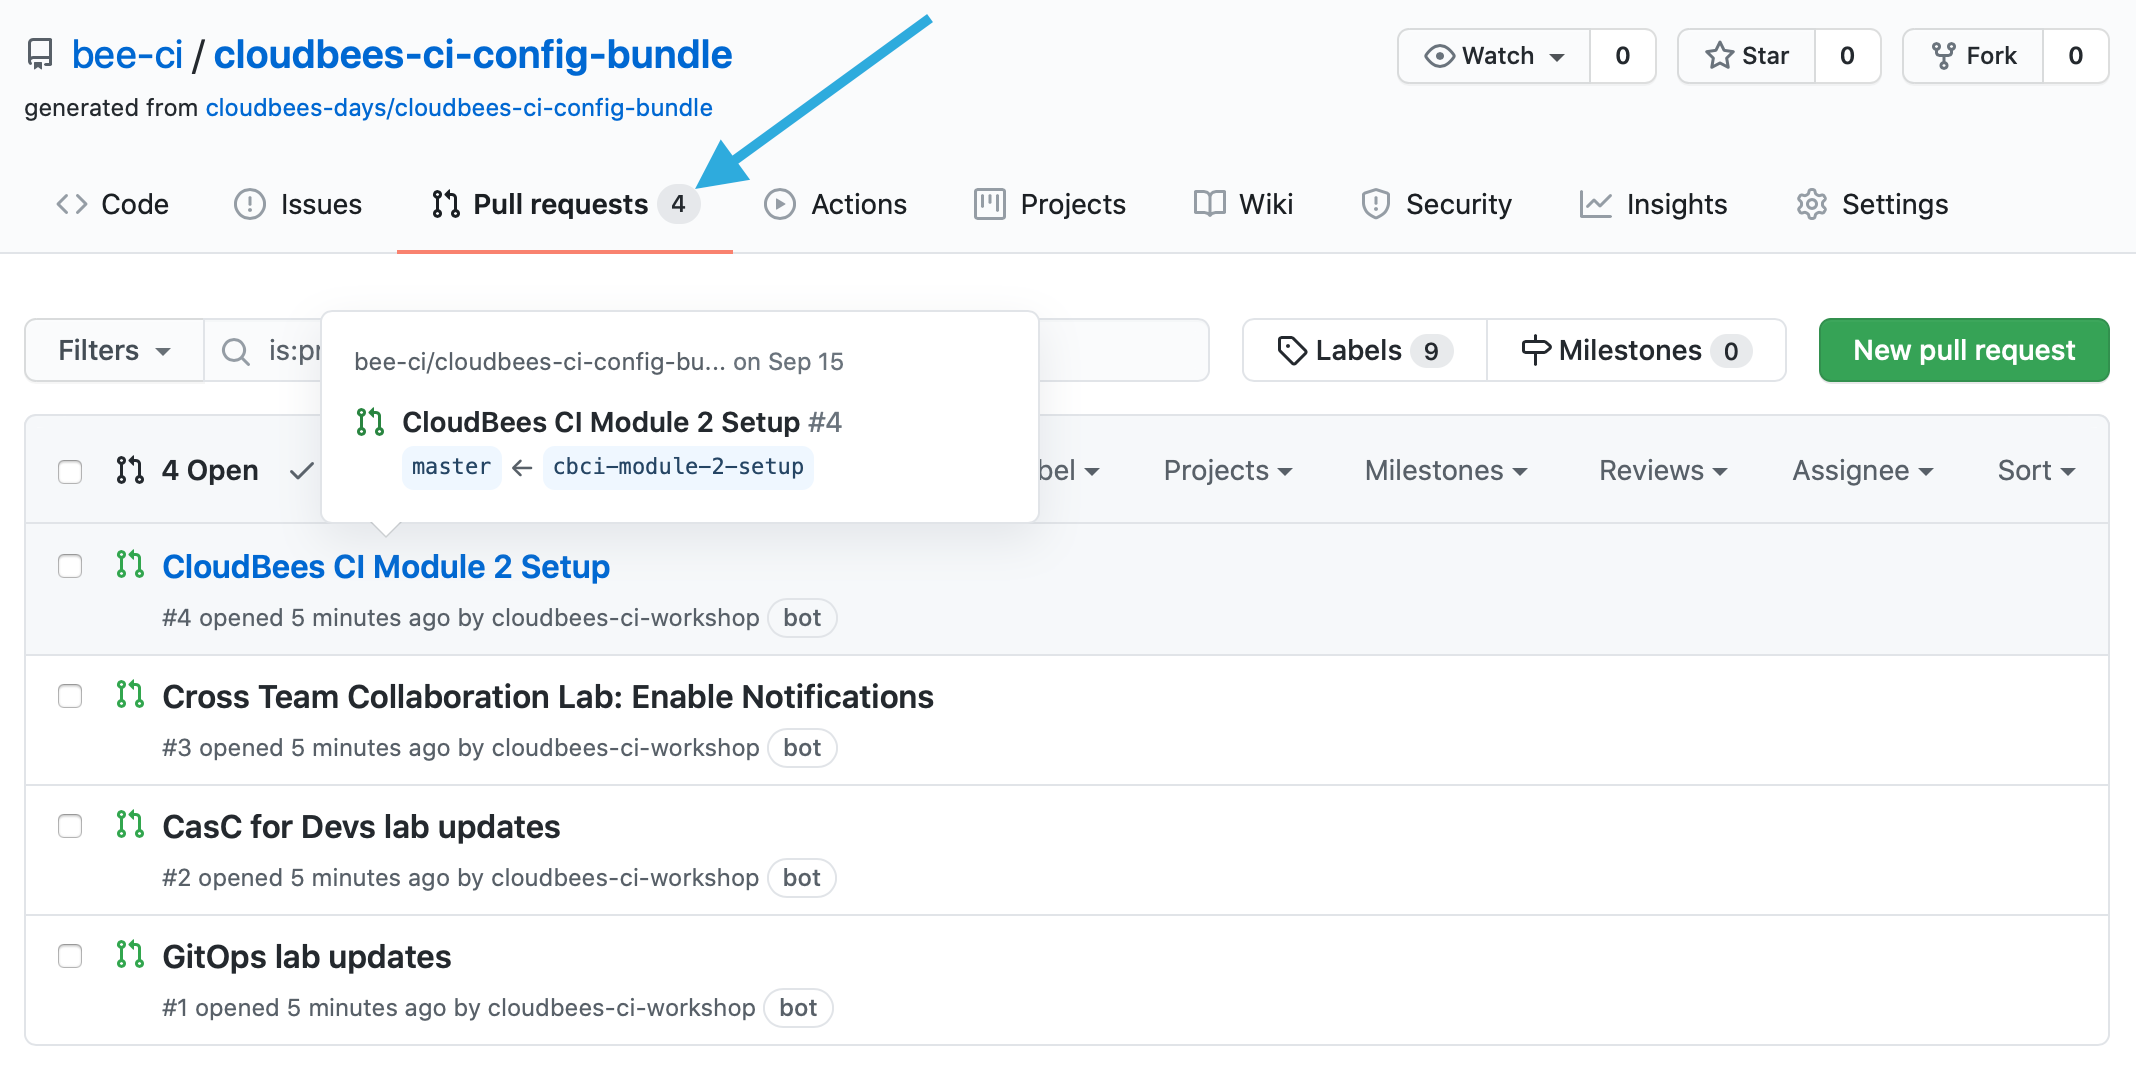 bee-ci / cloudbees-ci-config-bundle
Watch 0 Star 0 Fork 0
generated from cloudbees-days/cloudbees-ci-config-bundle
Code Issues Pull requests 4 Actions Projects Wiki Security Insights Settings
Filters is:pr Labels 9 Milestones 0 New pull request
bee-ci/cloudbees-ci-config-bu... on Sep 15
CloudBees CI Module 2 Setup #4
master ← cbci-module-2-setup
4 Open bel Projects Milestones Reviews Assignee Sort
CloudBees CI Module 2 Setup
#4 opened 5 minutes ago by cloudbees-ci-workshop bot
Cross Team Collaboration Lab: Enable Notifications
#3 opened 5 minutes ago by cloudbees-ci-workshop bot
CasC for Devs lab updates
#2 opened 5 minutes ago by cloudbees-ci-workshop bot
GitOps lab updates
#1 opened 5 minutes ago by cloudbees-ci-workshop bot